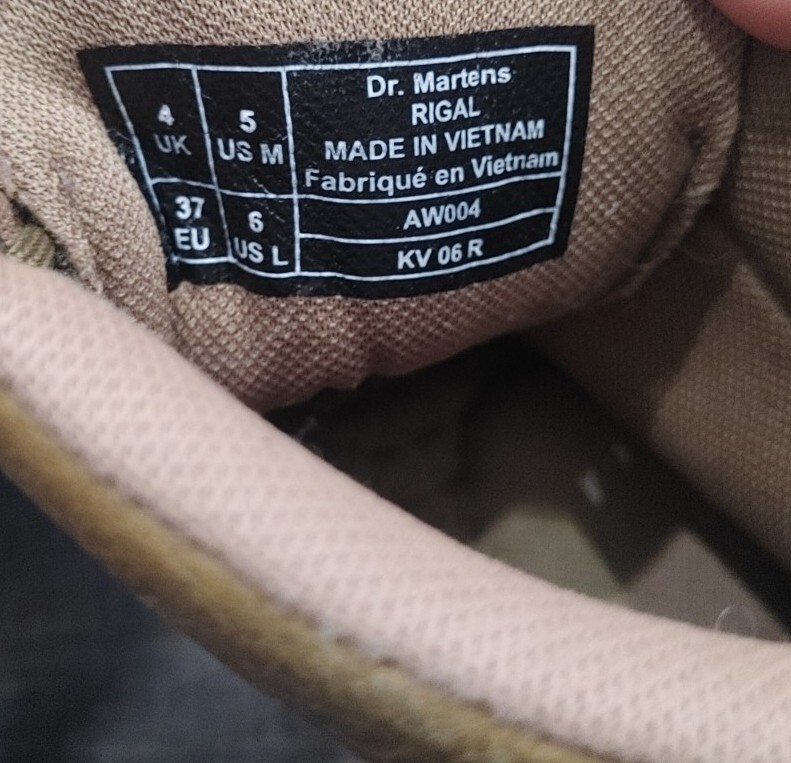 4
UK
5
US M
37
EU
6
US L
Dr. Martens
RIGAL
MADE IN VIETNAM
Fabriqué en Vietnam
AW004
KV 06 R